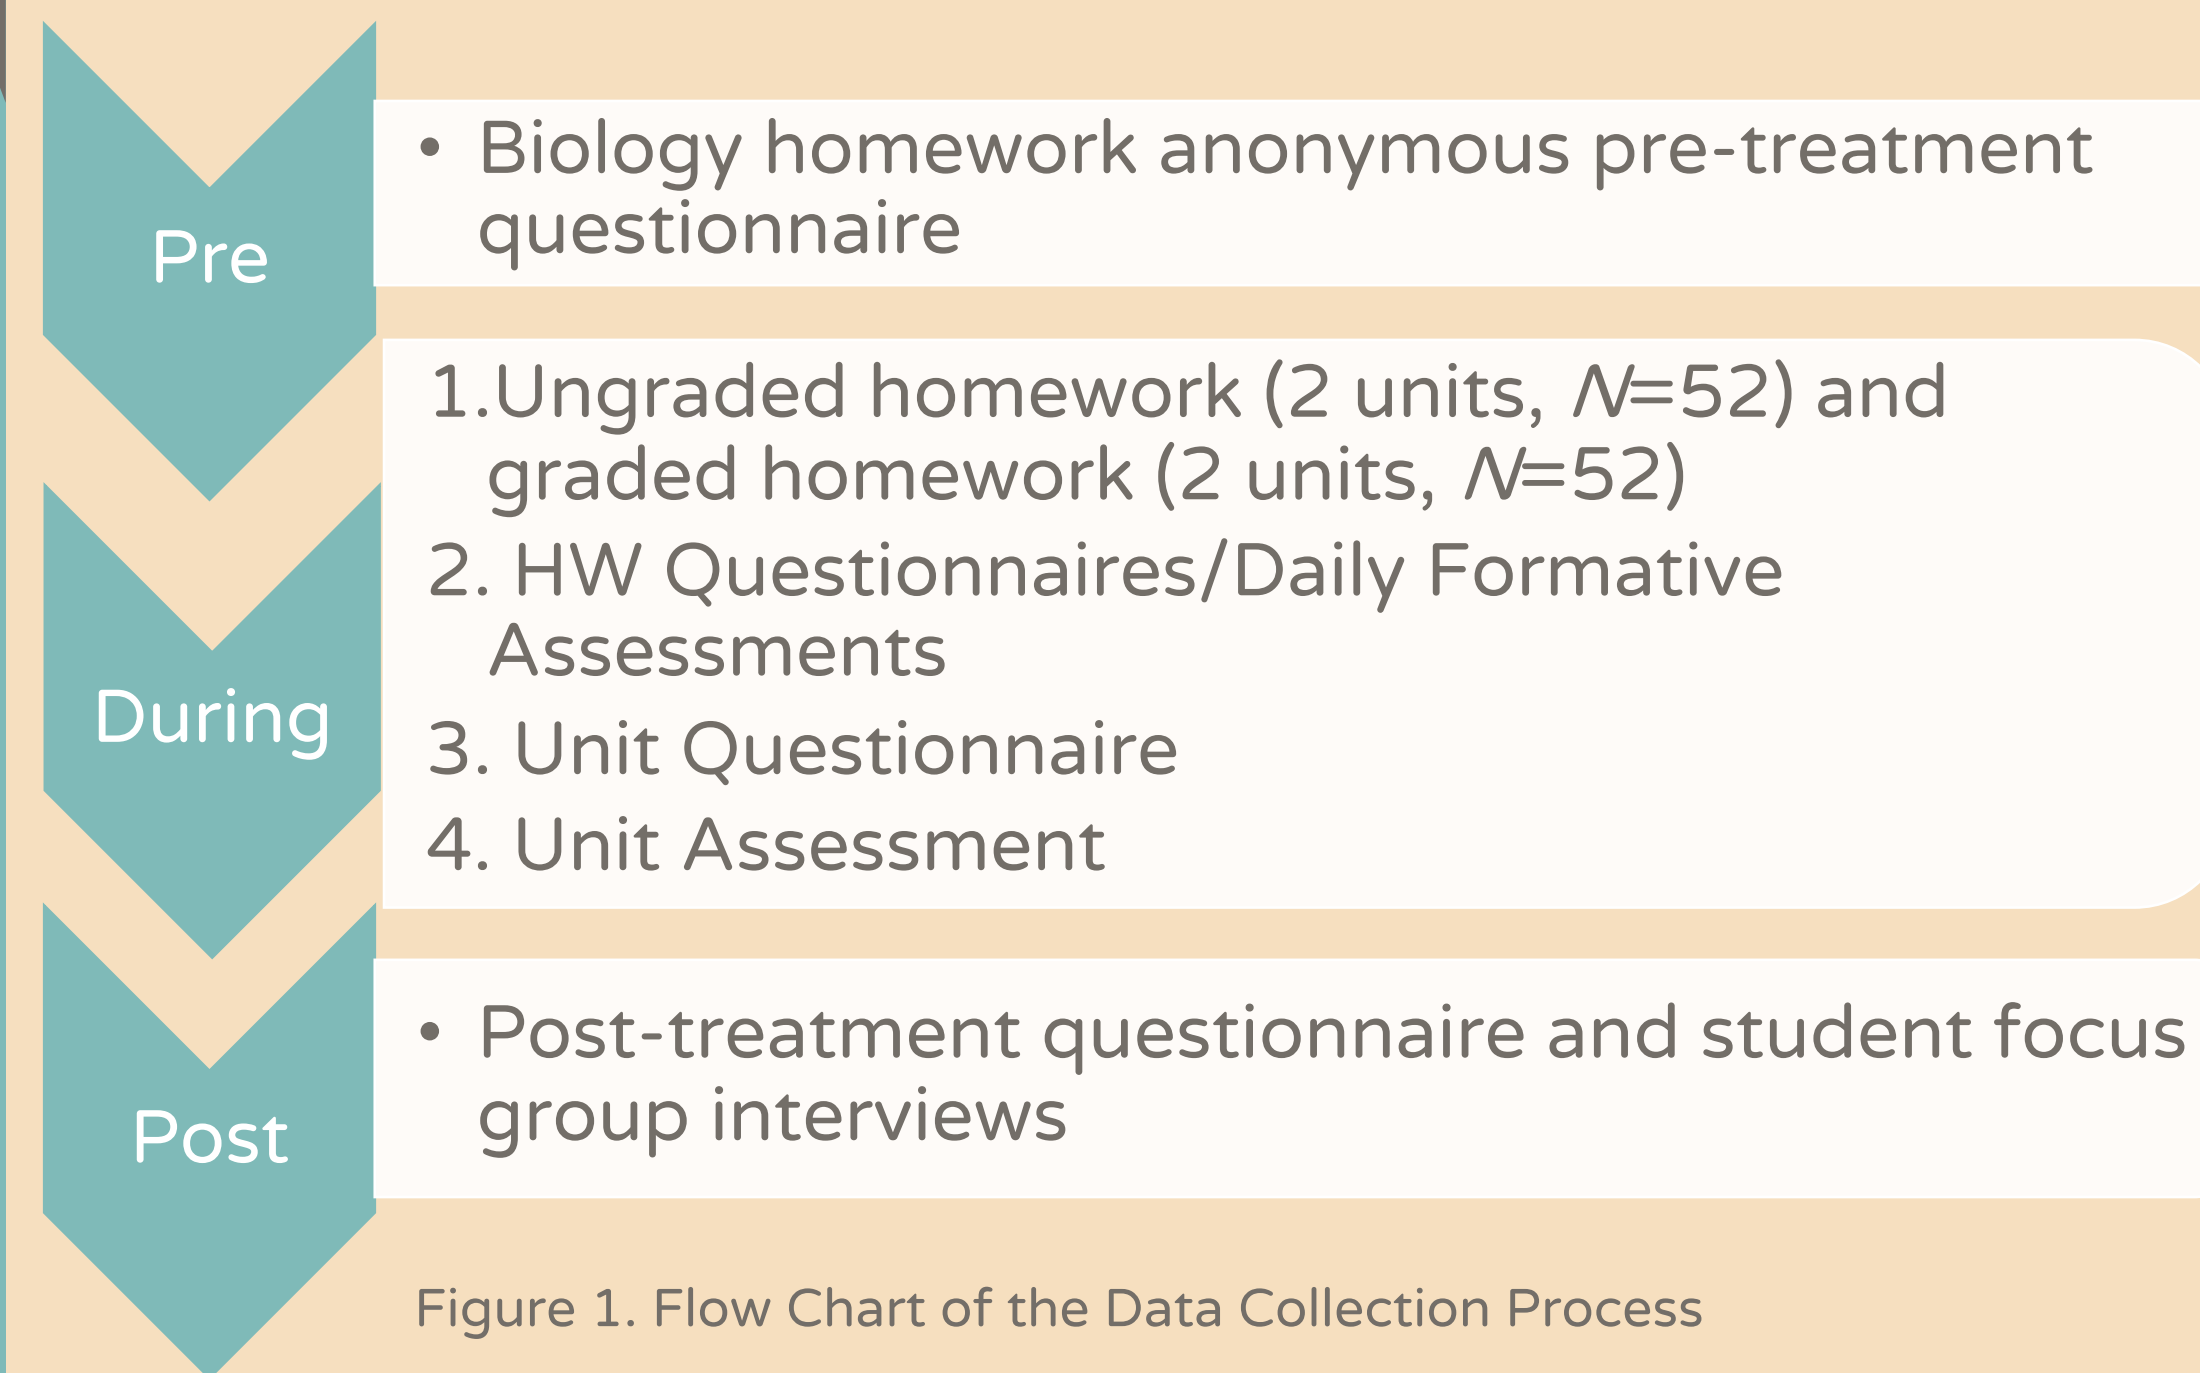 Pre
• Biology homework anonymous pre-treatment
questionnaire
During
1.Ungraded homework (2 units, N=52) and
graded homework (2 units, N=52)
2. HW Questionnaires/Daily Formative
Assessments
3. Unit Questionnaire
4. Unit Assessment
Post
• Post-treatment questionnaire and student focus
group interviews
Figure 1. Flow Chart of the Data Collection Process